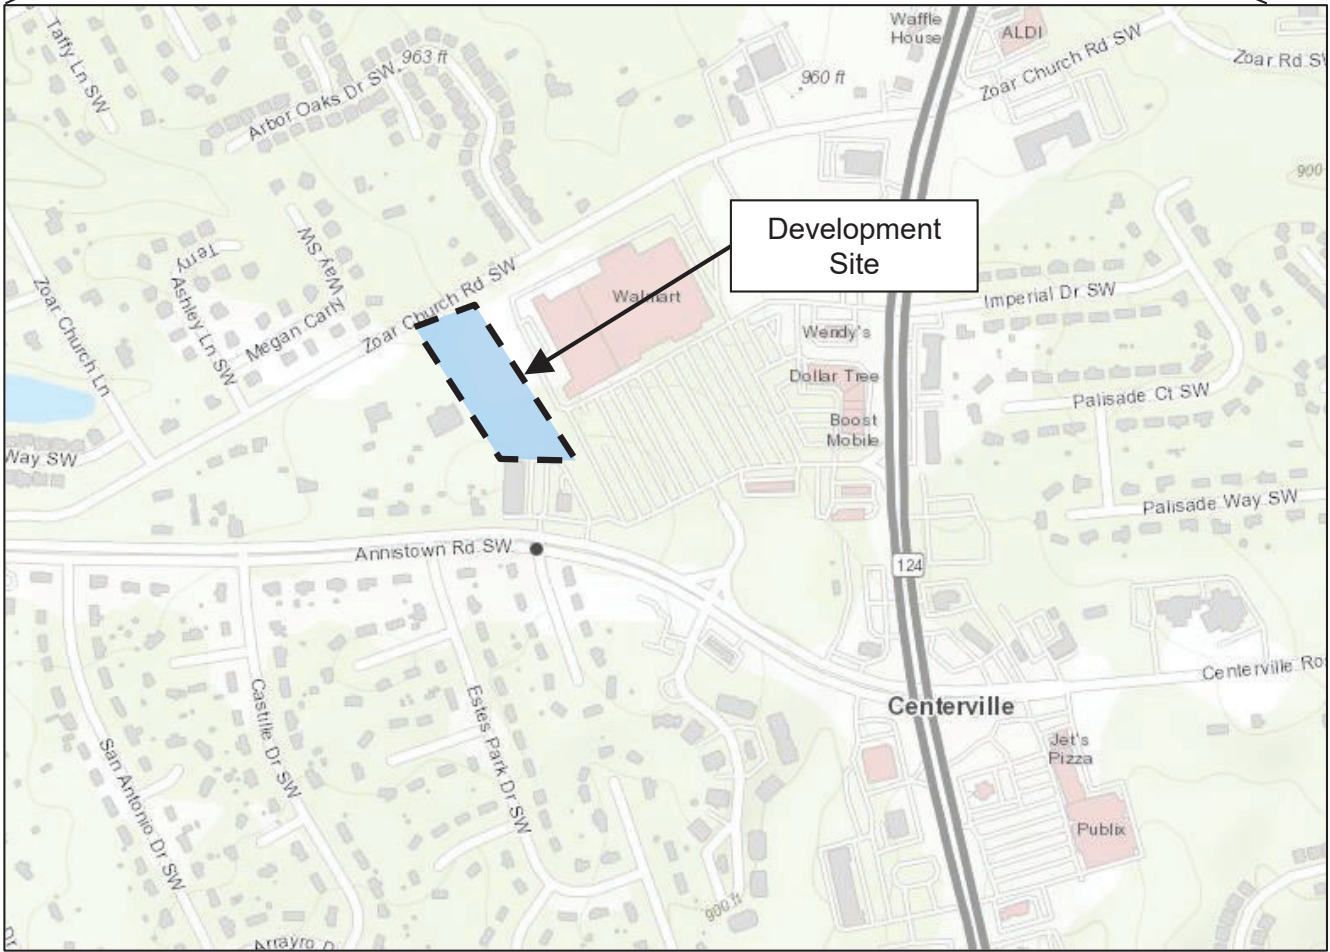 Waffle
House
ALDI
Zoar Church Rd SW
Zoar Rd S
Taffy Ln SW
963 ft
Arbor Oaks Dr SW
960 ft
900
Development
Site
Terry
Ashley Ln SW
Megan Carly
Way SW
Zoar Church Rd SW
Zoar Church Ln
Walmart
Imperial Dr SW
Wendy's
Dollar Tree
Palisade Ct SW
Boost
Mobile
Way SW
Palisade Way SW
Annistown Rd SW
124
Centerville Ro
Centerville
Castille Dr SW
Estes Park Dr SW
San Antonio Dr SW
Jet's
Pizza
Publix
900 ft
Arrayro D
Dr